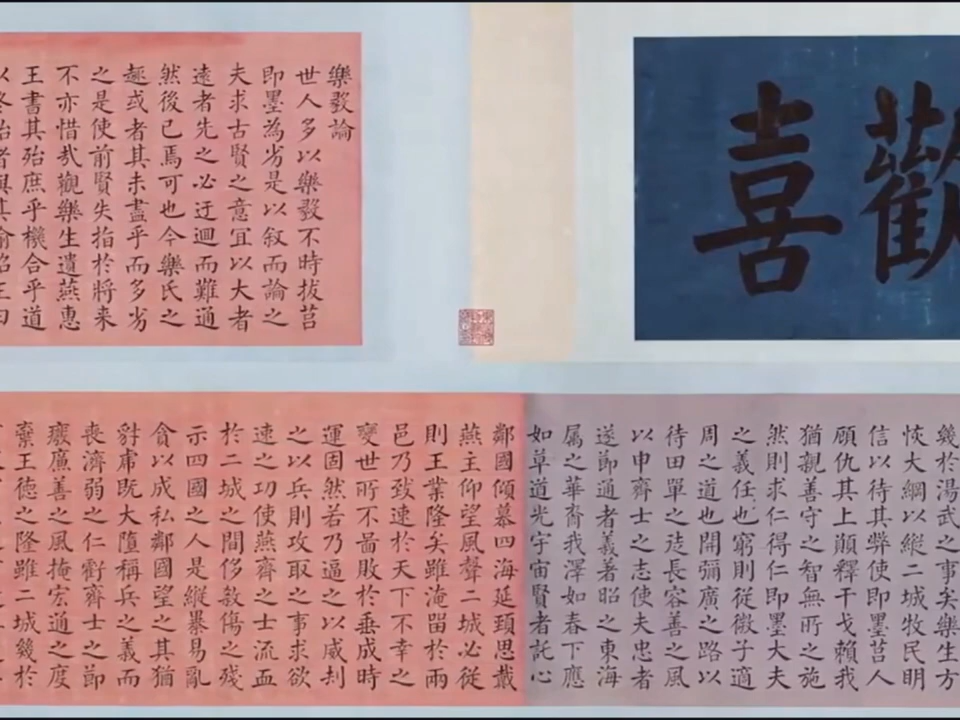 歡喜
樂毅論
世人多以樂毅不時拔莒
即墨為劣是以叙而論之
夫求古賢之意宜以大者
遠者先之必迂迴而難通
然後已焉可也今樂氏之
趣或者其未盡乎而多劣
之是使前賢失指於將来
不亦惜哉觀樂生遺燕惠
王書其殆庶乎機合乎道
以終始者與其喻昭王曰
幾於湯武之事矣樂生方
恢大綱以縱二城牧民明
信以待其弊使即墨莒人
顧仇其上願釋干戈賴我
猶親善守之智無所之施
然則求仁得仁即墨大夫
之義任也窮則從微子適
周之道也開彌廣之路以
待田單之徒長容善之風
以申齊士之志使夫忠者
遂節通者義著昭之東海
属之華裔我澤如春下應
如草道光宇宙賢者託心
鄰國傾慕四海延頸思戴
燕主仰望風聲二城必從
則王業隆矣雖淹留於兩
邑乃致速於天下不幸之
變世所不啚敗於垂成時
運固然若乃逼之以威刼
之以兵則攻取之事求欲
速之功使燕齊之士流血
於二城之間侈殺傷之殘
示四國之人是縱暴易亂
貪以成私鄰國望之其猶
豺虎既大墮稱兵之義而
喪濟弱之仁虧齊士之節
廢廣善之風掩宏通之度
棄王德之隆雖二城幾於